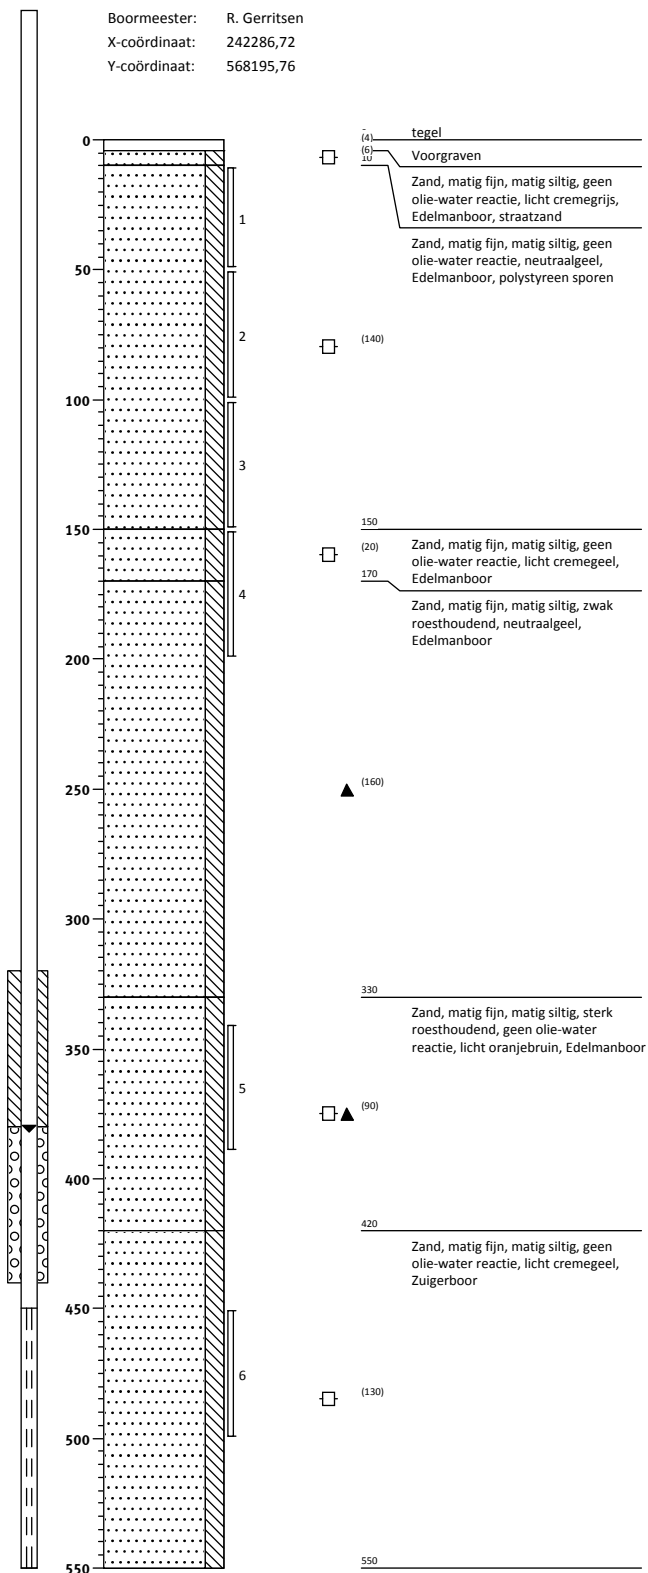 Boormeester: R. Gerritsen
X-coördinaat: 242286,72
Y-coördinaat: 568195,76
0
(4)
tegel
(6)
10
Voorgraven
Zand, matig fijn, matig siltig, geen
olie-water reactie, licht cremegrijs,
Edelmanboor, straatzand
1
Zand, matig fijn, matig siltig, geen
olie-water reactie, neutraalgeel,
Edelmanboor, polystyreen sporen
50
2
(140)
100
3
150
150
(20)
Zand, matig fijn, matig siltig, geen
olie-water reactie, licht cremegeel,
Edelmanboor
170
4
Zand, matig fijn, matig siltig, zwak
roesthoudend, neutraalgeel,
Edelmanboor
200
250
(160)
300
330
Zand, matig fijn, matig siltig, sterk
roesthoudend, geen olie-water
reactie, licht oranjebruin, Edelmanboor
350
5
(90)
400
420
Zand, matig fijn, matig siltig, geen
olie-water reactie, licht cremegeel,
Zuigerboor
450
6
(130)
500
550
550